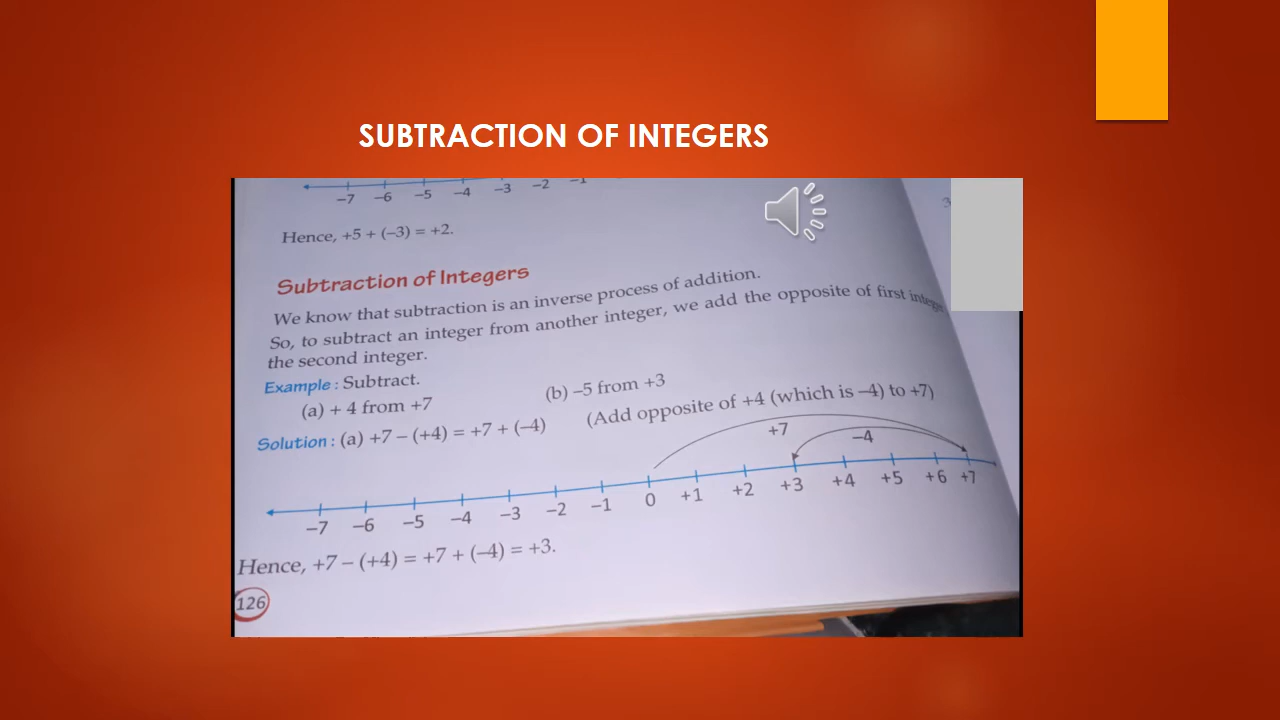 SUBTRACTION OF INTEGERS
–7 –6 –5 –4 –3 –2 –1
Hence, +5 + (–3) = +2.
Subtraction of Integers
We know that subtraction is an inverse process of addition.
So, to subtract an integer from another integer, we add the opposite of first
the second integer.
Example : Subtract.
(a) + 4 from +7 (b) –5 from +3
Solution : (a) +7 – (+4) = +7 + (–4) (Add opposite of +4 (which is –4) to +7)
+7 –4
–7 –6 –5 –4 –3 –2 –1 0 +1 +2 +3 +4 +5 +6 +7
Hence, +7 – (+4) = +7 + (–4) = +3.
126